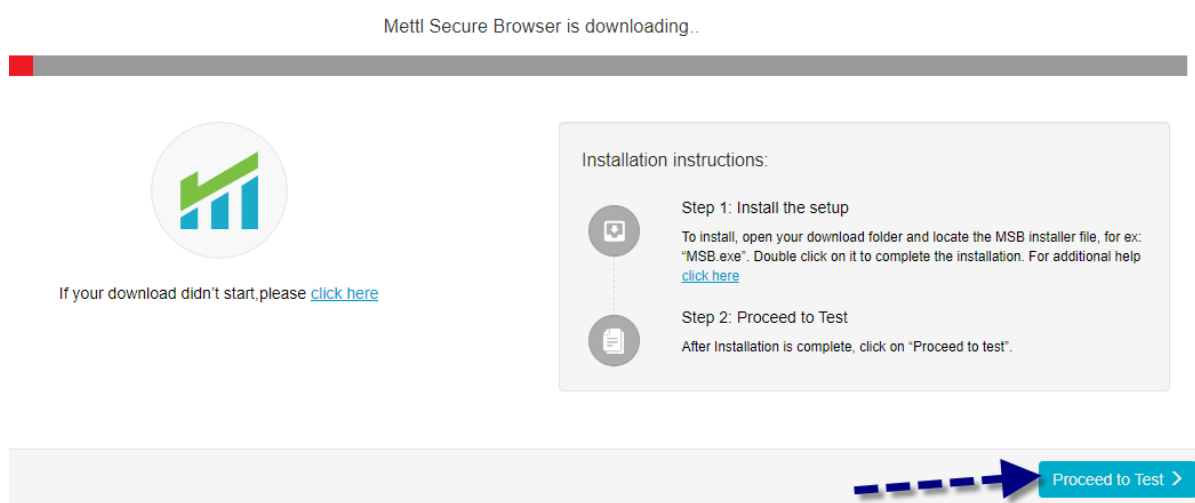 Mettl Secure Browser is downloading..
If your download didn't start,please click here
Installation instructions:
Step 1: Install the setup
To install, open your download folder and locate the MSB installer file, for ex:
“MSB.exe”. Double click on it to complete the installation. For additional help
click here
Step 2: Proceed to Test
After Installation is complete, click on “Proceed to test”.
Proceed to Test